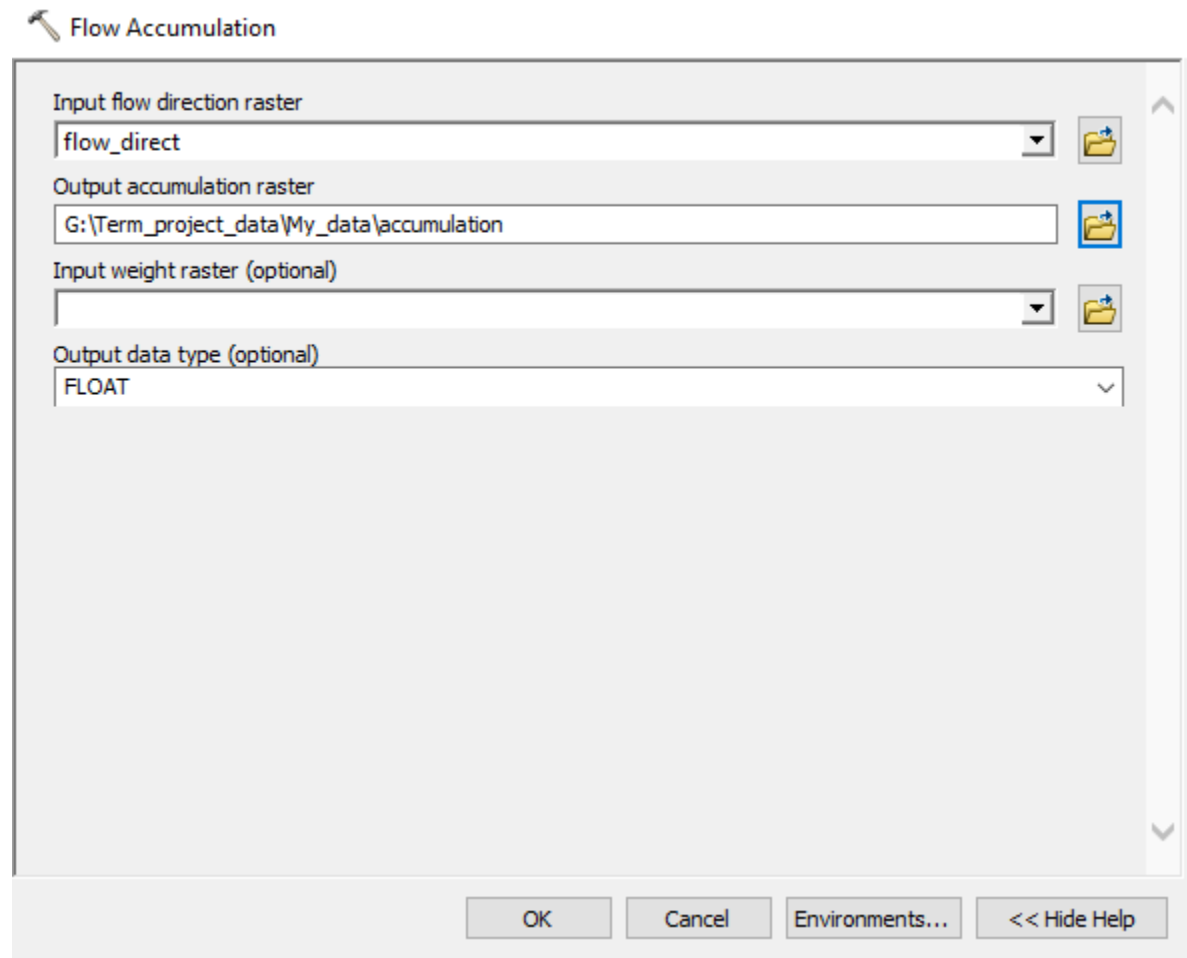 Flow Accumulation
Input flow direction raster
flow_direct
Output accumulation raster
G:\Term_project_data\My_data\accumulation
Input weight raster (optional)
Output data type (optional)
FLOAT
OK Cancel Environments... << Hide Help